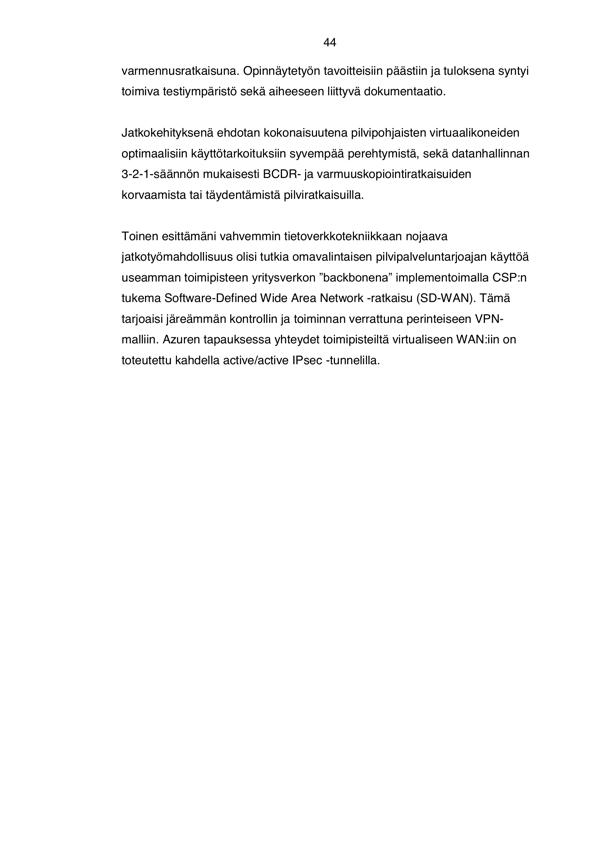 44
varmennusratkaisuna. Opinnäytetyön tavoitteisiin päästiin ja tuloksena syntyi
toimiva testiympäristö sekä aiheeseen liittyvä dokumentaatio.
Jatkokehityksenä ehdotan kokonaisuutena pilvipohjaisten virtuaalikoneiden
optimaalisiin käyttötarkoituksiin syvempää perehtymistä, sekä datanhallinnan
3-2-1-säännön mukaisesti BCDR- ja varmuuskopiointiratkaisuiden
korvaamista tai täydentämistä pilviratkaisuilla.
Toinen esittämäni vahvemmin tietoverkkotekniikkaan nojaava
jatkotyömahdollisuus olisi tutkia omavalintaisen pilvipalveluntarjoajan käyttöä
useamman toimipisteen yritysverkon ”backbonena” implementoimalla CSP:n
tukema Software-Defined Wide Area Network -ratkaisu (SD-WAN). Tämä
tarjoaisi järeämmän kontrollin ja toiminnan verrattuna perinteiseen VPN-
malliin. Azuren tapauksessa yhteydet toimipisteiltä virtualiseen WAN:iin on
toteutettu kahdella active/active IPsec -tunnelilla.